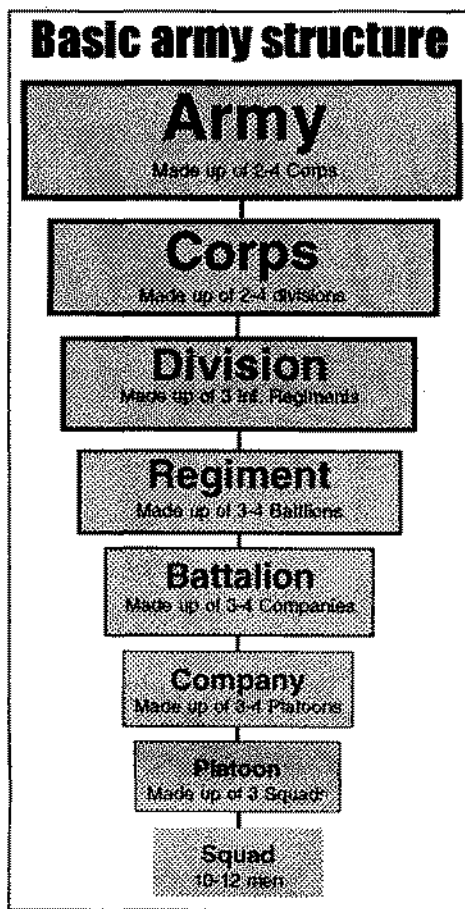 Basic army structure
Army
Made up of 2-4 Corps
Corps
Made up of 2-4 divisions
Division
Made up of 3 Inf. Regiments
Regiment
Made up of 3-4 Battlions
Battalion
Made up of 3-4 Companies
Company
Made up of 3-4 Platoons
Platoon
Made up of 3 Squads
Squad
10-12 men